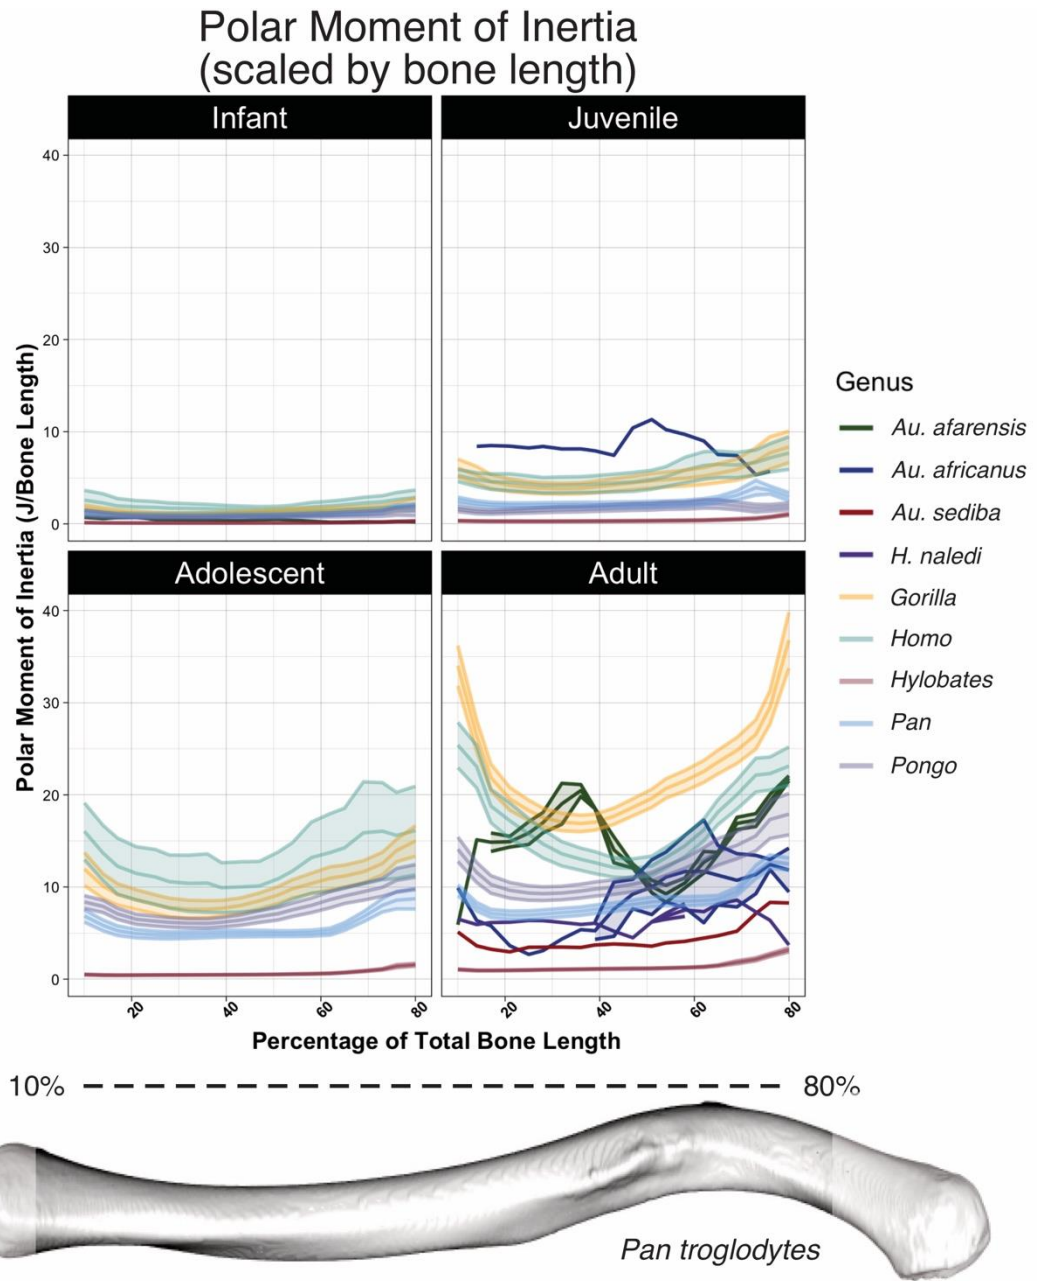 Polar Moment of Inertia
(scaled by bone length)
Infant
Juvenile
40
30
20
10
0
Adolescent
Adult
40
30
20
10
0
Polar Moment of Inertia (J/Bone Length)
20
40
60
80
20
40
60
80
Percentage of Total Bone Length
Genus
Au. afarensis
Au. africanus
Au. sediba
H. naledi
Gorilla
Homo
Hylobates
Pan
Pongo
10%
80%
Pan troglodytes